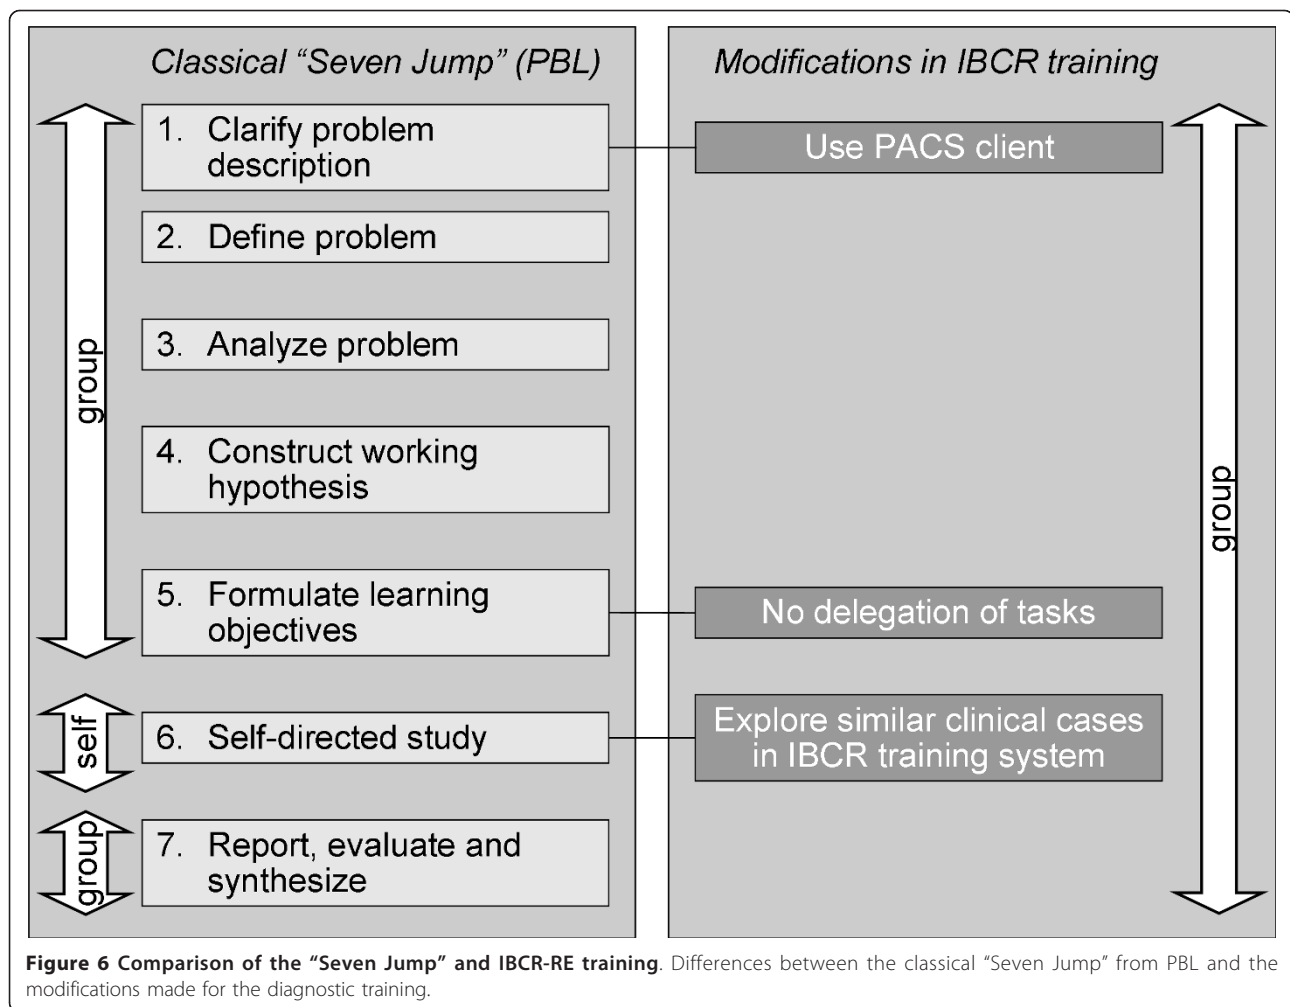 Classical “Seven Jump” (PBL)
group
1. Clarify problem
description
2. Define problem
3. Analyze problem
4. Construct working
hypothesis
5. Formulate learning
objectives
self
6. Self-directed study
group
7. Report, evaluate and
synthesize
Modifications in IBCR training
Use PACS client
No delegation of tasks
Explore similar clinical cases
in IBCR training system
group
Figure 6 Comparison of the “Seven Jump” and IBCR-RE training. Differences between the classical “Seven Jump” from PBL and the
modifications made for the diagnostic training.